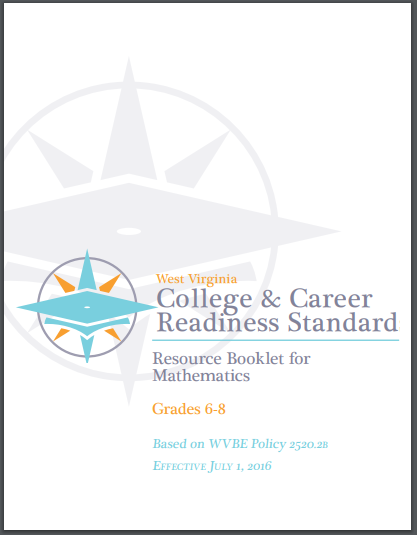 West Virginia
College & Career
Readiness Standard
Resource Booklet for
Mathematics
Grades 6-8
Based on WVBE Policy 2520.2B
Effective July 1, 2016